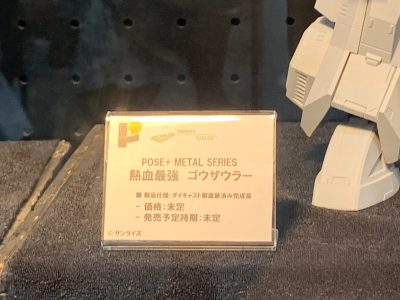 POSE+ METAL SERIES
熱血最強 ゴウザウラー
■ 製品仕様:ダイキャスト製塗装済み完成品
- 価格:未定
- 発売予定時期:未定
© サンライズ